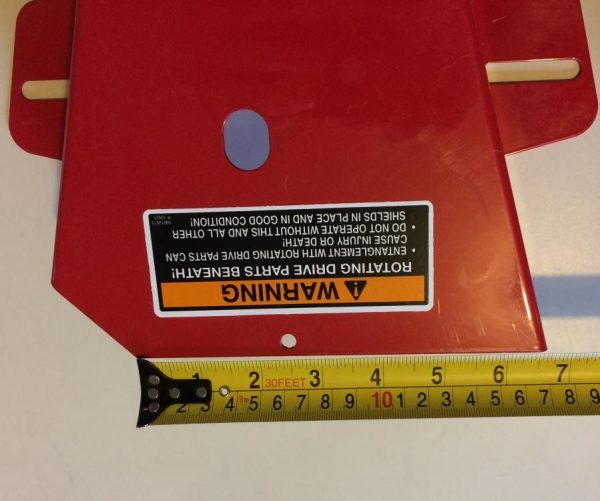 WARNING
ROTATING DRIVE PARTS BENEATH!
• ENTANGLEMENT WITH ROTATING DRIVE PARTS CAN
CAUSE INJURY OR DEATH!
• DO NOT OPERATE WITHOUT THIS AND ALL OTHER
SHIELDS IN PLACE AND IN GOOD CONDITION!
1 2 30FEET 3 4 5 6 7
2 3 4 9m 5 6 7 8 9 10 1 2 3 4 5 6 7 8 9